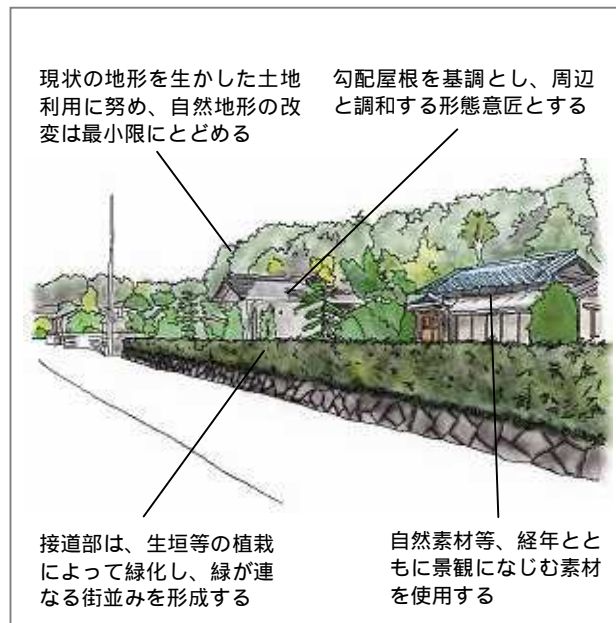 現状の地形を生かした土地
利用に努め、自然地形の改
変は最小限にとどめる
勾配屋根を基調とし、周辺
と調和する形態意匠とする
接道部は、生垣等の植栽
によって緑化し、緑が連
なる街並みを形成する
自然素材等、経年とと
もに景観になじむ素材
を使用する